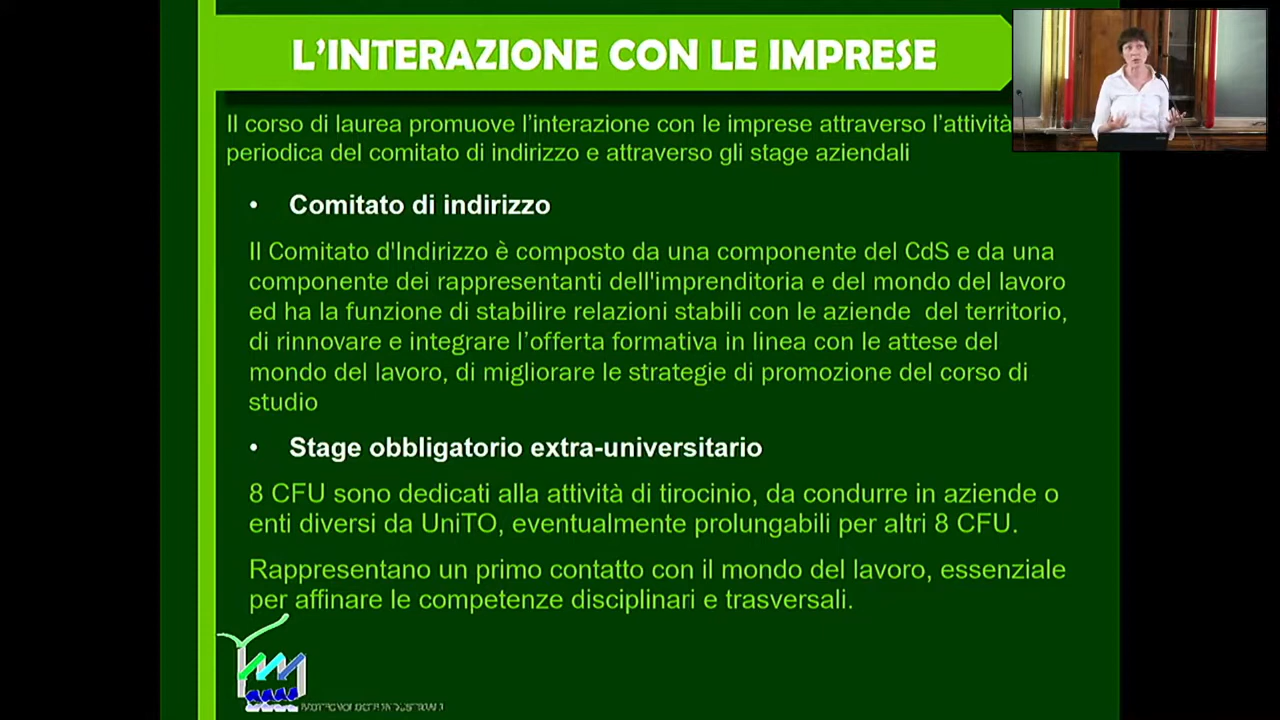 L'INTERAZIONE CON LE IMPRESE
Il corso di laurea promuove l'interazione con le imprese attraverso l'attività
periodica del comitato di indirizzo e attraverso gli stage aziendali
• Comitato di indirizzo
Il Comitato d'Indirizzo è composto da una componente del CdS e da una
componente dei rappresentanti dell'imprenditoria e del mondo del lavoro
ed ha la funzione di stabilire relazioni stabili con le aziende del territorio,
di rinnovare e integrare l'offerta formativa in linea con le attese del
mondo del lavoro, di migliorare le strategie di promozione del corso di
studio
• Stage obbligatorio extra-universitario
8 CFU sono dedicati alla attività di tirocinio, da condurre in aziende o
enti diversi da UniTO, eventualmente prolungabili per altri 8 CFU.
Rappresentano un primo contatto con il mondo del lavoro, essenziale
per affinare le competenze disciplinari e trasversali.